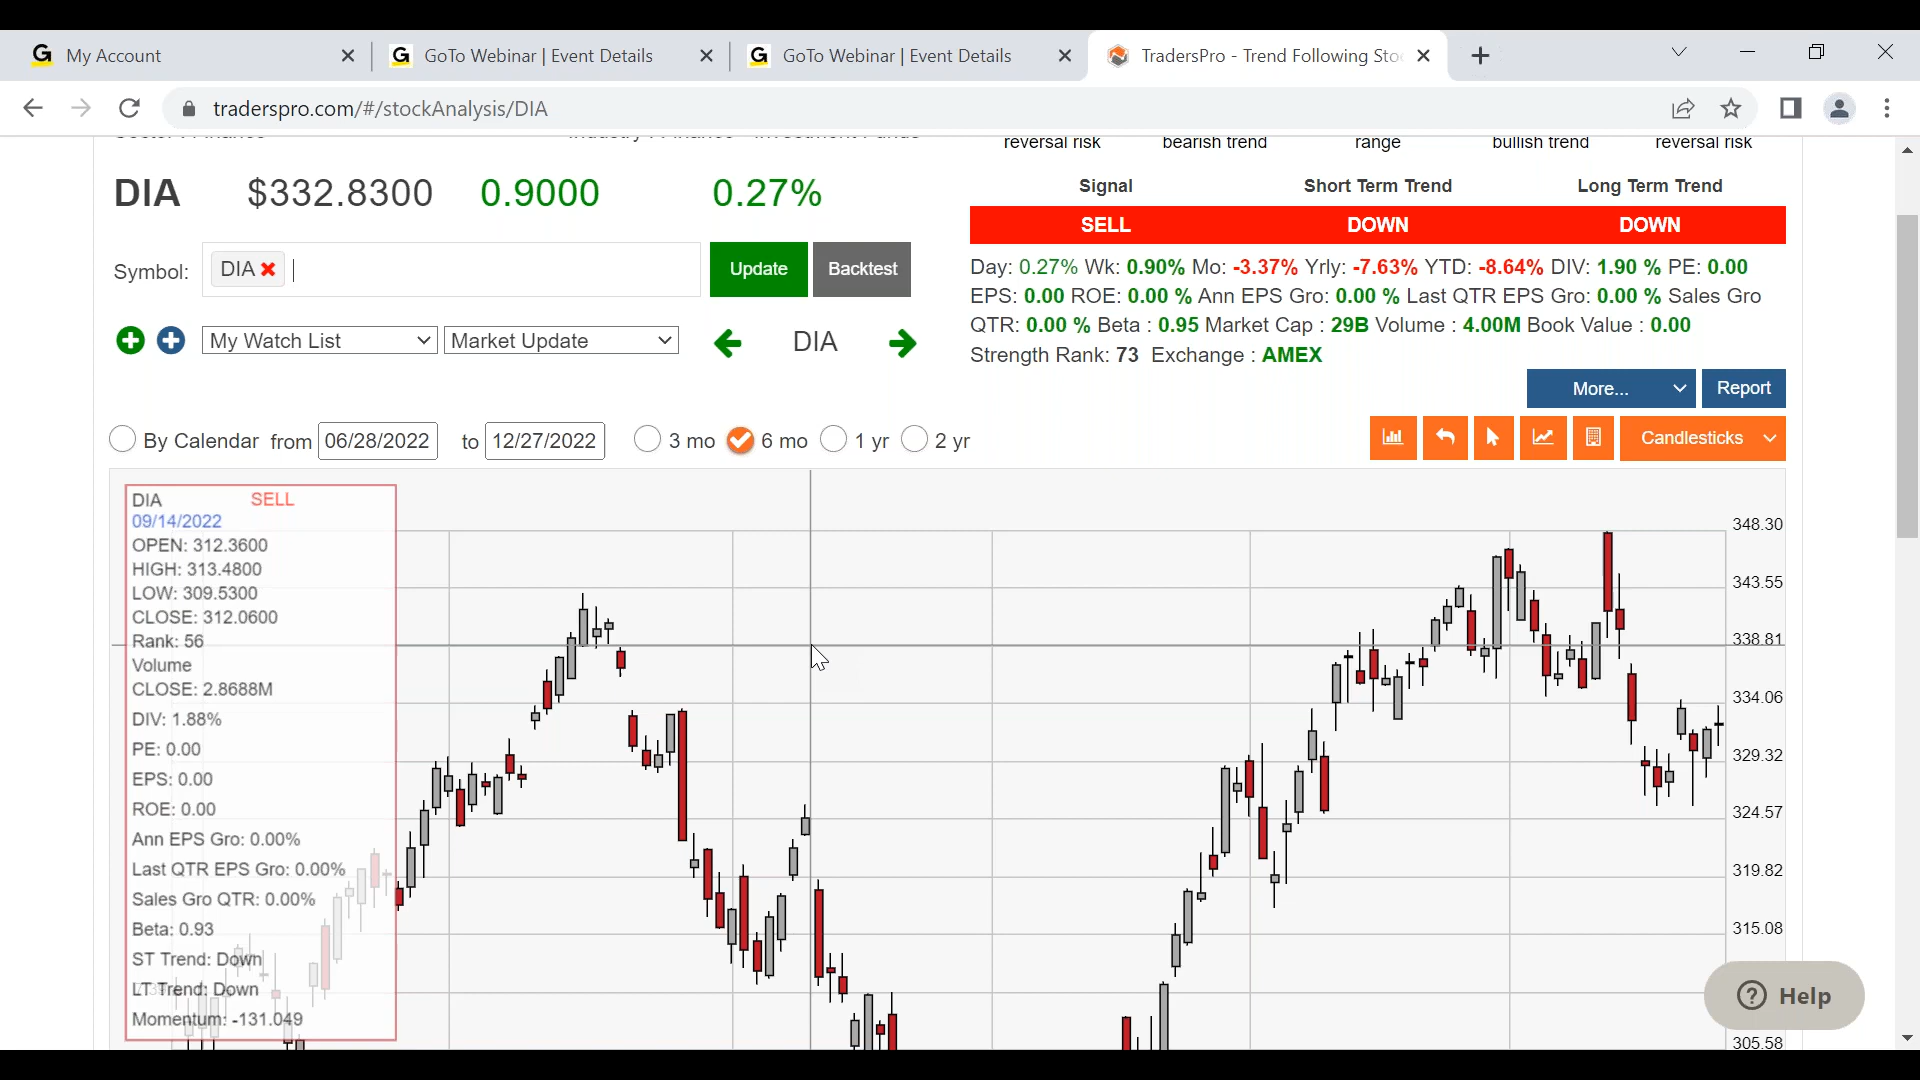 My Account
GoTo Webinar | Event Details
GoTo Webinar | Event Details
TradersPro - Trend Following Sto
traderspro.com/#/stockAnalysis/DIA
reversal risk bearish trend range bullish trend reversal risk
DIA $332.8300 0.9000 0.27%
Signal Short Term Trend Long Term Trend
SELL DOWN DOWN
Symbol: DIA Update Backtest
Day: 0.27% Wk: 0.90% Mo: -3.37% Yrly: -7.63% YTD: -8.64% DIV: 1.90 % PE: 0.00
EPS: 0.00 ROE: 0.00 % Ann EPS Gro: 0.00 % Last QTR EPS Gro: 0.00 % Sales Gro
QTR: 0.00 % Beta : 0.95 Market Cap : 29B Volume : 4.00M Book Value : 0.00
Strength Rank: 73 Exchange : AMEX
My Watch List Market Update DIA
More... Report
By Calendar from 06/28/2022 to 12/27/2022 3 mo 6 mo 1 yr 2 yr
Candlesticks
DIA SELL
09/14/2022
OPEN: 312.3600
HIGH: 313.4800
LOW: 309.5300
CLOSE: 312.0600
Rank: 56
Volume
CLOSE: 2.8688M
DIV: 1.88%
PE: 0.00
EPS: 0.00
ROE: 0.00
Ann EPS Gro: 0.00%
Last QTR EPS Gro: 0.00%
Sales Gro QTR: 0.00%
Beta: 0.93
ST Trend: Down
LT Trend: Down
Momentum: -131.049
348.30
343.55
338.81
334.06
329.32
324.57
319.82
315.08
305.58
Help